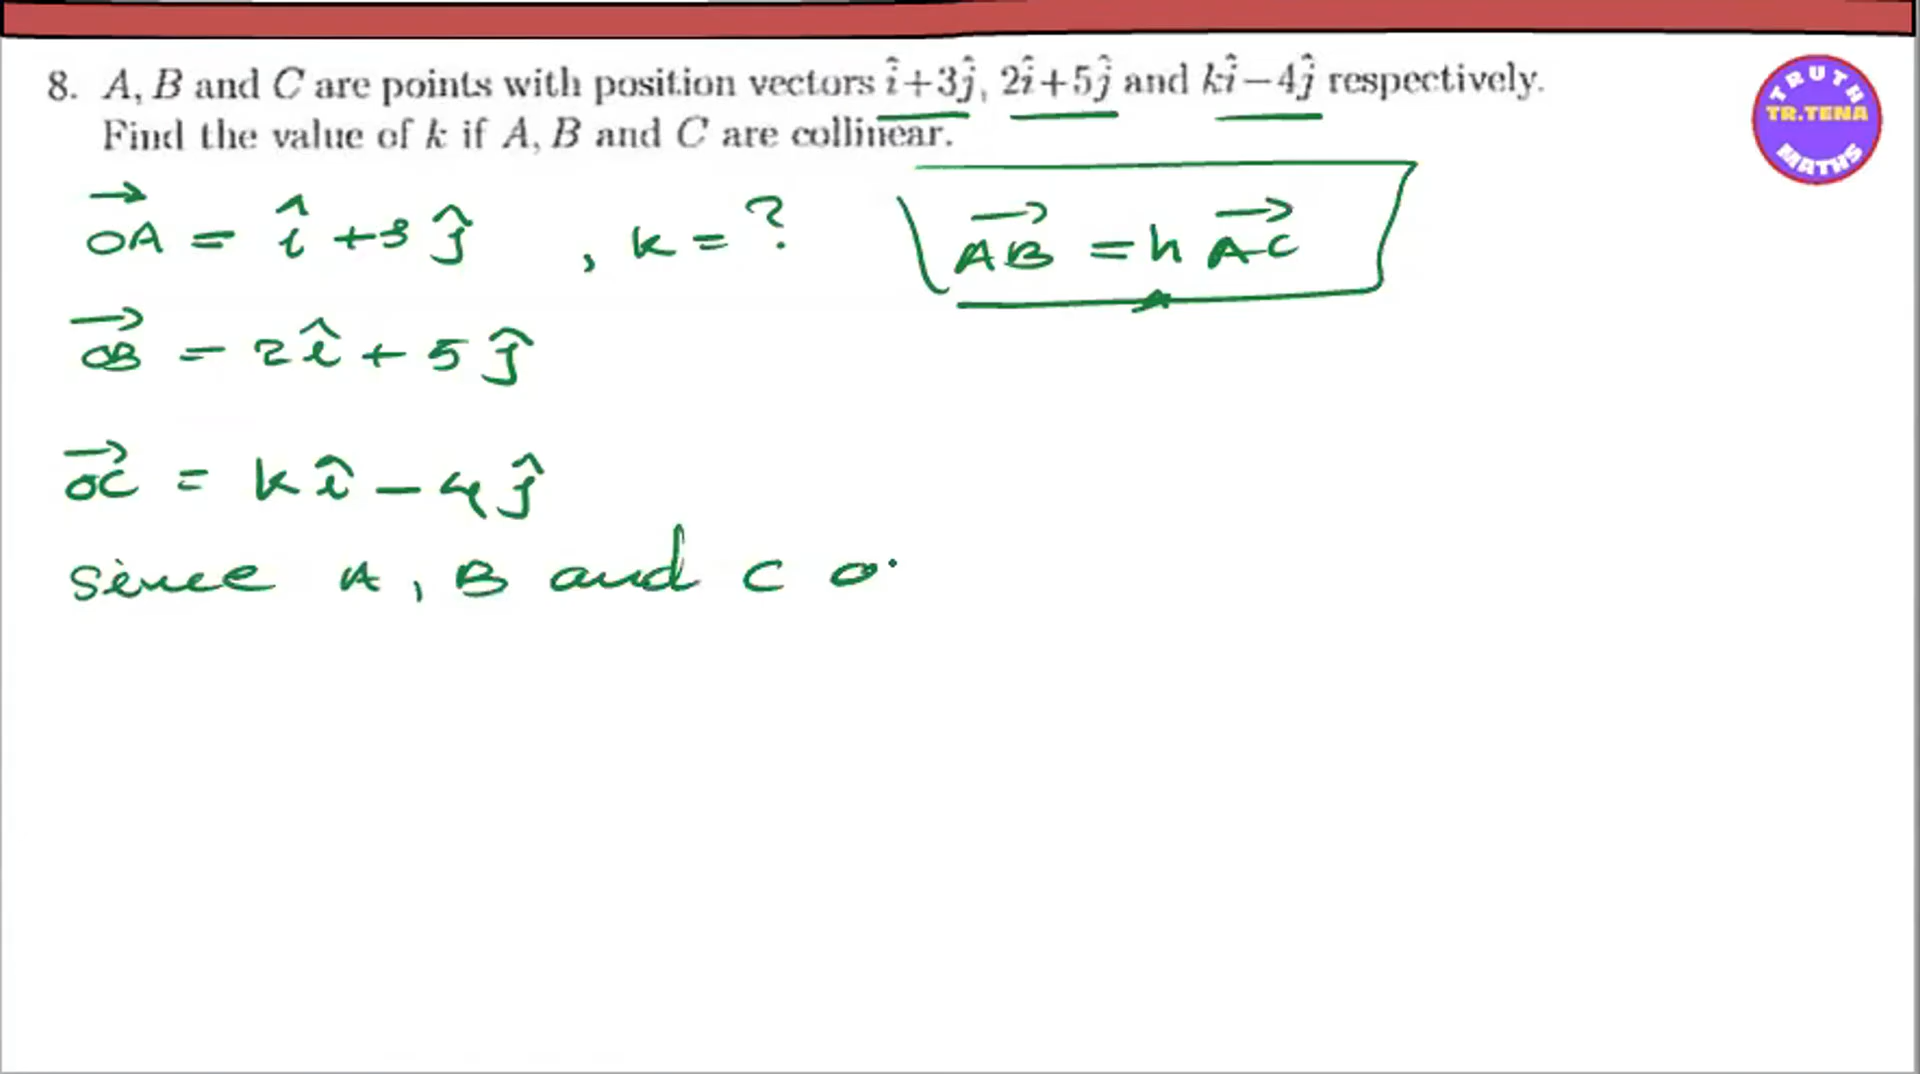 8. A, B and C are points with position vectors î+3ĵ, 2î+5ĵ and kî−4ĵ respectively.
Find the value of k if A, B and C are collinear.
TRUTH
TR.TENA
MATHS
→OA = î + 3ĵ , k = ?
→AB = h →AC
→OB = 2î + 5ĵ
→OC = kî − 4ĵ
since A, B and C